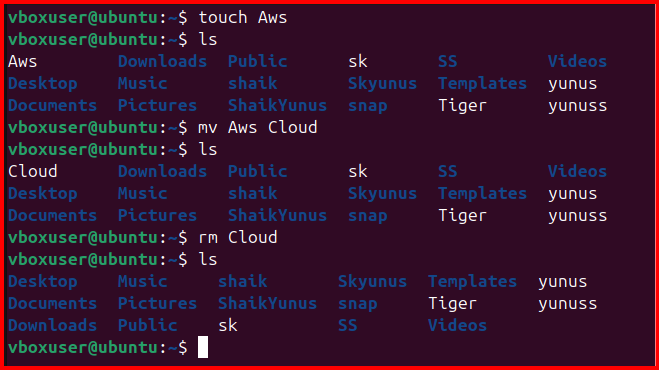 vboxuser@ubuntu:~$ touch Aws
vboxuser@ubuntu:~$ ls
Aws Downloads Public sk SS Videos
Desktop Music shaik Skyunus Templates yunus
Documents Pictures ShaikYunus snap Tiger yunuss
vboxuser@ubuntu:~$ mv Aws Cloud
vboxuser@ubuntu:~$ ls
Cloud Downloads Public sk SS Videos
Desktop Music shaik Skyunus Templates yunus
Documents Pictures ShaikYunus snap Tiger yunuss
vboxuser@ubuntu:~$ rm Cloud
vboxuser@ubuntu:~$ ls
Desktop Music shaik Skyunus Templates yunus
Documents Pictures ShaikYunus snap Tiger yunuss
Downloads Public sk SS Videos
vboxuser@ubuntu:~$